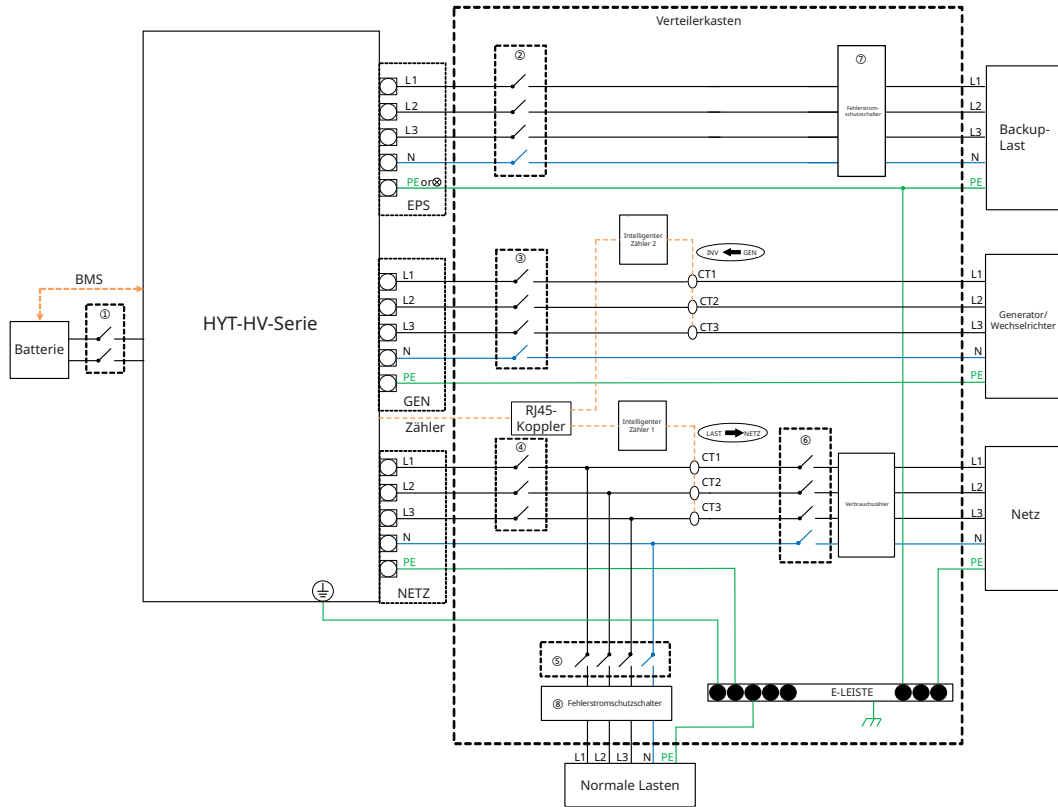 Verteilerkasten
②
⑦
L1
L2
L3
N
PE or⊗
EPS
Fehlerstrom-
schutzschalter
L1
L2
L3
N
PE
Backup-
Last
Intelligenter
Zähler 2
INV GEN
③
L1
L2
L3
N
PE
GEN
CT1
CT2
CT3
L1
L2
L3
N
PE
Generator/
Wechselrichter
BMS
①
Batterie
HYT-HV-Serie
Zähler
RJ45-
Koppler
Intelligenter
Zähler 1
LAST NETZ
④
⑥
L1
L2
L3
N
PE
NETZ
CT1
CT2
CT3
Verbrauchszähler
L1
L2
L3
N
PE
Netz
⑤
⑧ Fehlerstromschutzschalter
E-LEISTE
L1 L2 L3 N PE
Normale Lasten